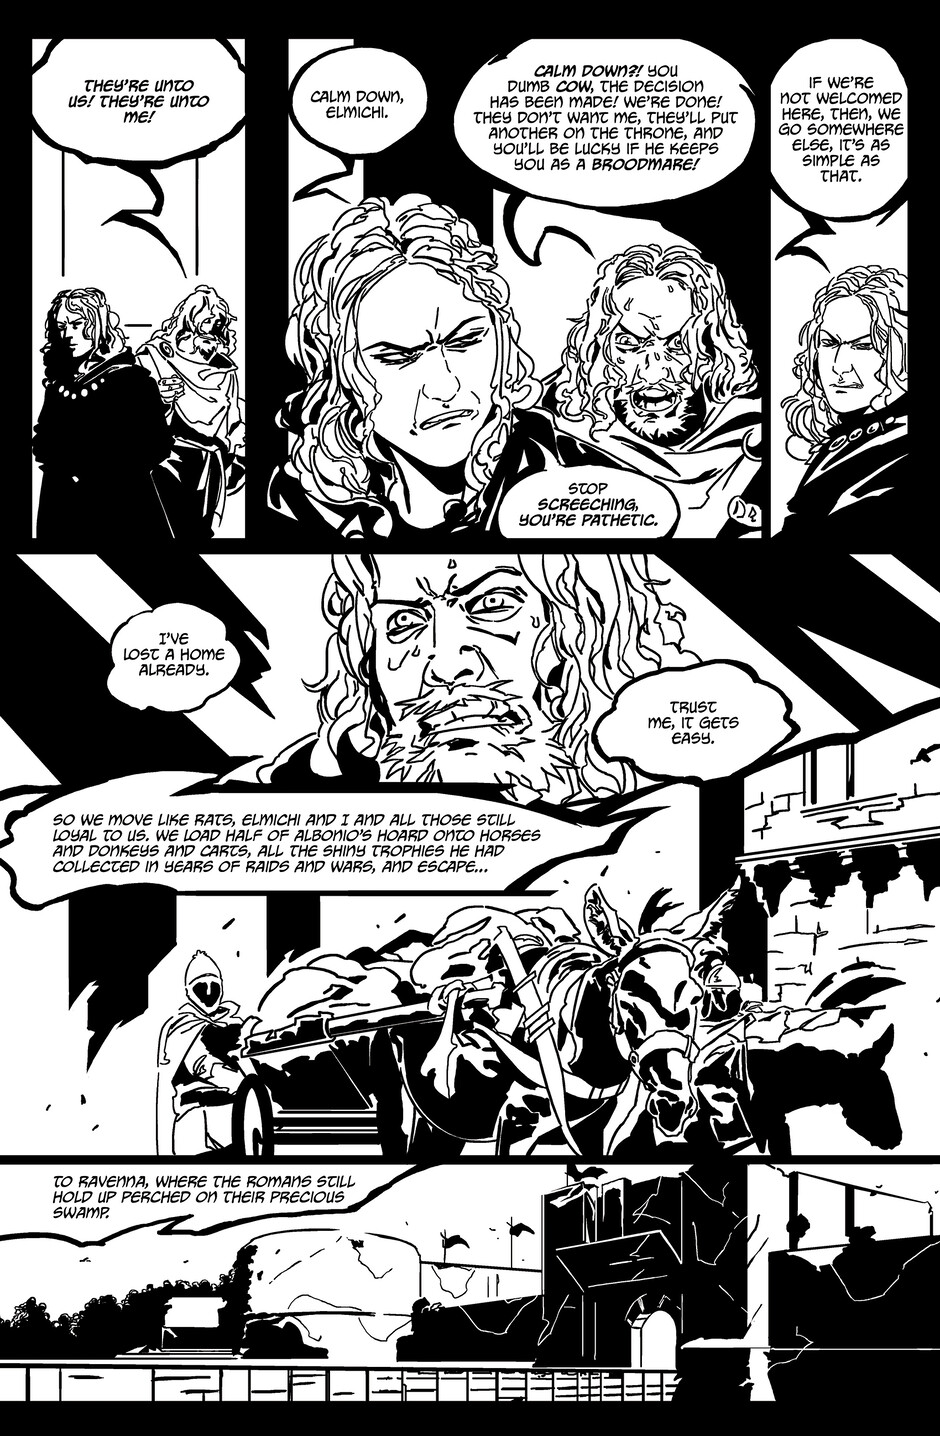 THEY'RE UNTO
US! THEY'RE UNTO
ME!
CALM DOWN,
ELMICHI.
CALM DOWN?! YOU
DUMB COW, THE DECISION
HAS BEEN MADE! WE'RE DONE!
THEY DON'T WANT ME, THEY'LL PUT
ANOTHER ON THE THRONE, AND
YOU'LL BE LUCKY IF HE KEEPS
YOU AS A BROODMARE!
STOP
SCREECHING,
YOU'RE PATHETIC.
IF WE'RE
NOT WELCOMED
HERE, THEN, WE
GO SOMEWHERE
ELSE, IT'S AS
SIMPLE AS
THAT.
I'VE
LOST A HOME
ALREADY.
TRUST
ME, IT GETS
EASY.
SO WE MOVE LIKE RATS, ELMICHI AND I AND ALL THOSE STILL
LOYAL TO US. WE LOAD HALF OF ALBONIO'S HOARD ONTO HORSES
AND DONKEYS AND CARTS, ALL THE SHINY TROPHIES HE HAD
COLLECTED IN YEARS OF RAIDS AND WARS, AND ESCAPE...
TO RAVENNA, WHERE THE ROMANS STILL
HOLD UP PERCHED ON THEIR PRECIOUS
SWAMP.